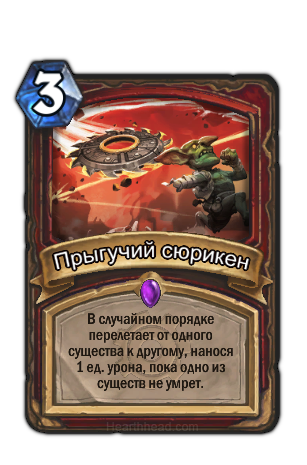 3
Прыгучий сюрикен
В случайном порядке
перелетает от одного
существа к другому, нанося
1 ед. урона, пока одно из
существ не умрет.
Hearthhead.com